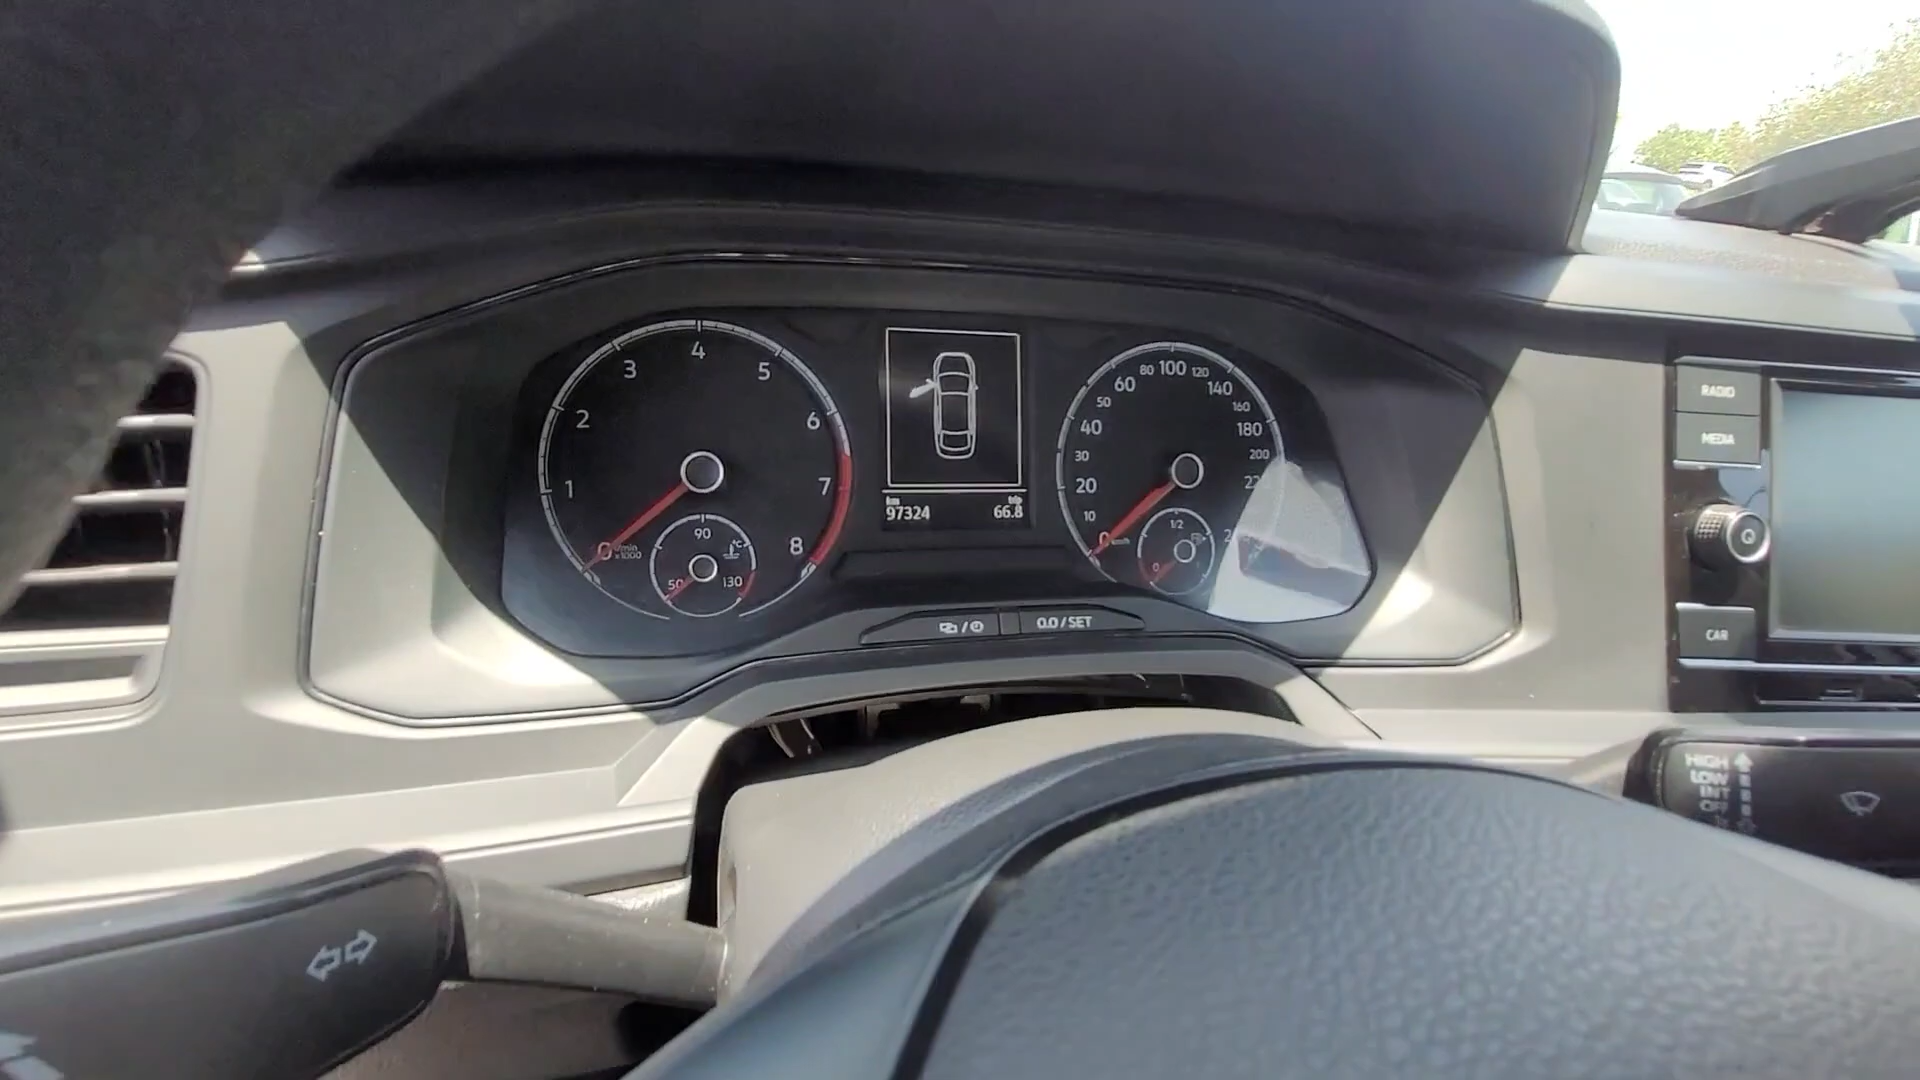 4
3
5
2
6
1
7
0
1/min
x1000
8
90
°C
50
130
km
trip
97324
66.8
100
80
120
60
140
50
160
40
180
30
200
20
10
0
km/h
1/2
0
0.0/SET
RADIO
MEDIA
CAR
HIGH
LOW
INT
OFF
1x